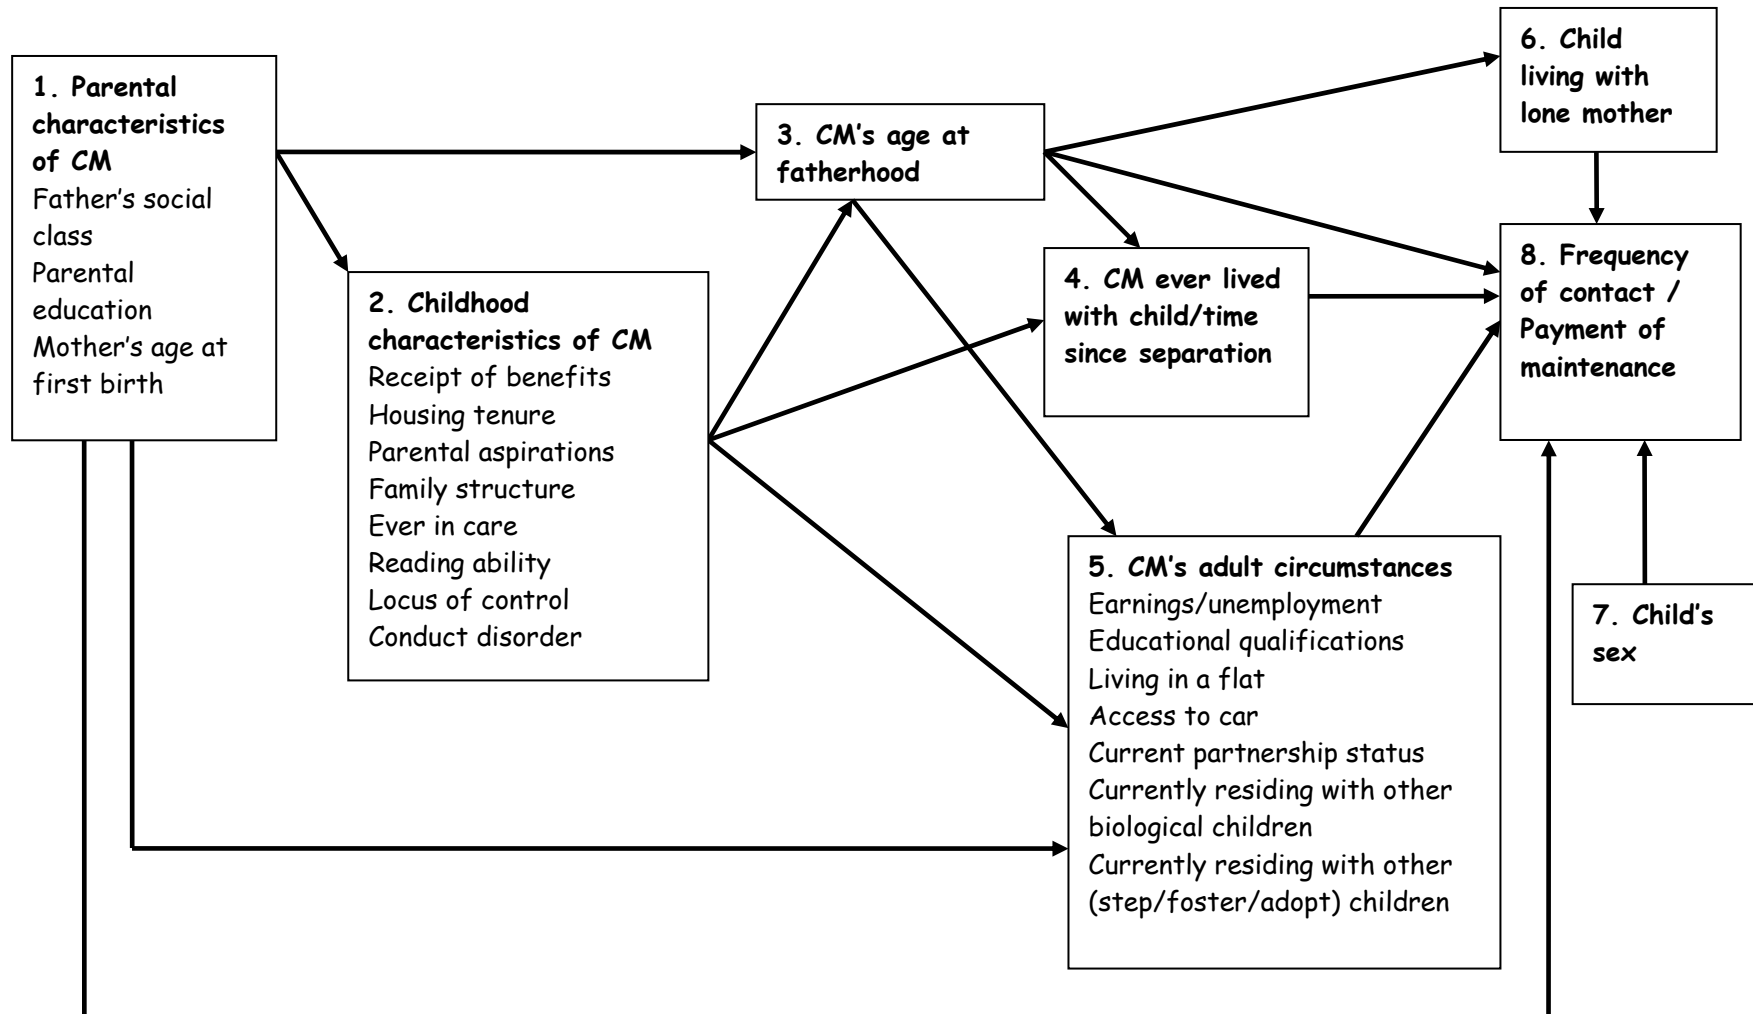 1. Parental
characteristics
of CM
Father's social
class
Parental
education
Mother's age at
first birth
2. Childhood
characteristics of CM
Receipt of benefits
Housing tenure
Parental aspirations
Family structure
Ever in care
Reading ability
Locus of control
Conduct disorder
3. CM's age at
fatherhood
4. CM ever lived
with child/time
since separation
5. CM's adult circumstances
Earnings/unemployment
Educational qualifications
Living in a flat
Access to car
Current partnership status
Currently residing with other
biological children
Currently residing with other
(step/foster/adopt) children
6. Child
living with
lone mother
7. Child's
sex
8. Frequency
of contact /
Payment of
maintenance